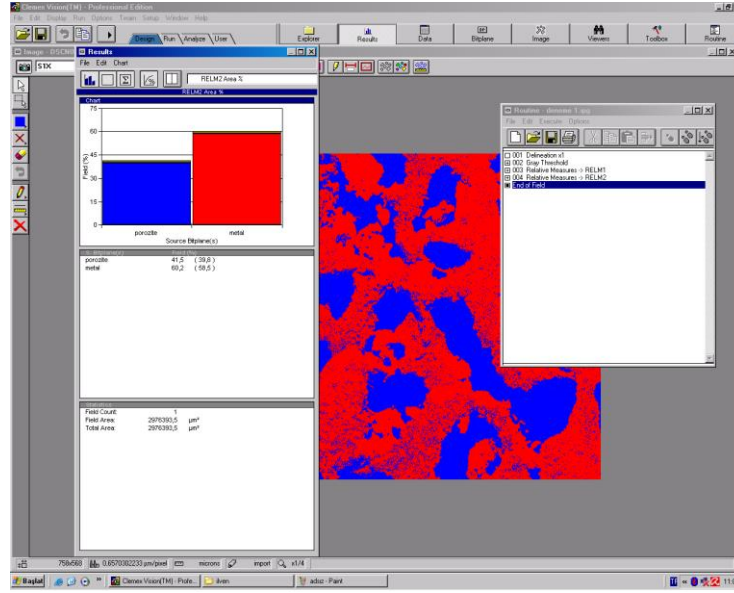 Clemex Vision(TM) - Professional Edition
File Edit Display Run Options Team Setup Window Help
Design Run Analyze User
Explorer Results Data Bitplane Image Viewers Toolbox Routine
Image - DSCN
STX
Results
File Edit Chart
RELM2 Area %
RELM2 Area %
Chart
75
60
45
30
15
0
Field (%)
porozite metal
Source Bitplane(s)
porozite 41,5 ( 39,8 )
metal 60,2 ( 58,5 )
Statistics
Field Count: 1
Field Area: 2976393,5 µm²
Total Area: 2976393,5 µm²
Routine - deneme 1.jpg
File Edit Execute Options
001 Delineation x1
002 Gray Threshold
003 Relative Measures -> RELM1
004 Relative Measures -> RELM2
End of Field
758x568 0,6570382233 µm/pixel microns import x1/4
Başlat Clemex Vision(TM) - Profe... adsız - Paint